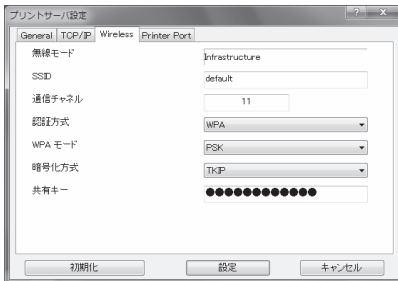 プリントサーバ設定
General TCP/IP Wireless Printer Port
無線モード Infrastructure
SSID default
通信チャネル 11
認証方式 WPA
WPA モード PSK
暗号化方式 TKIP
共有キー ●●●●●●●●●●●●
初期化 設定 キャンセル